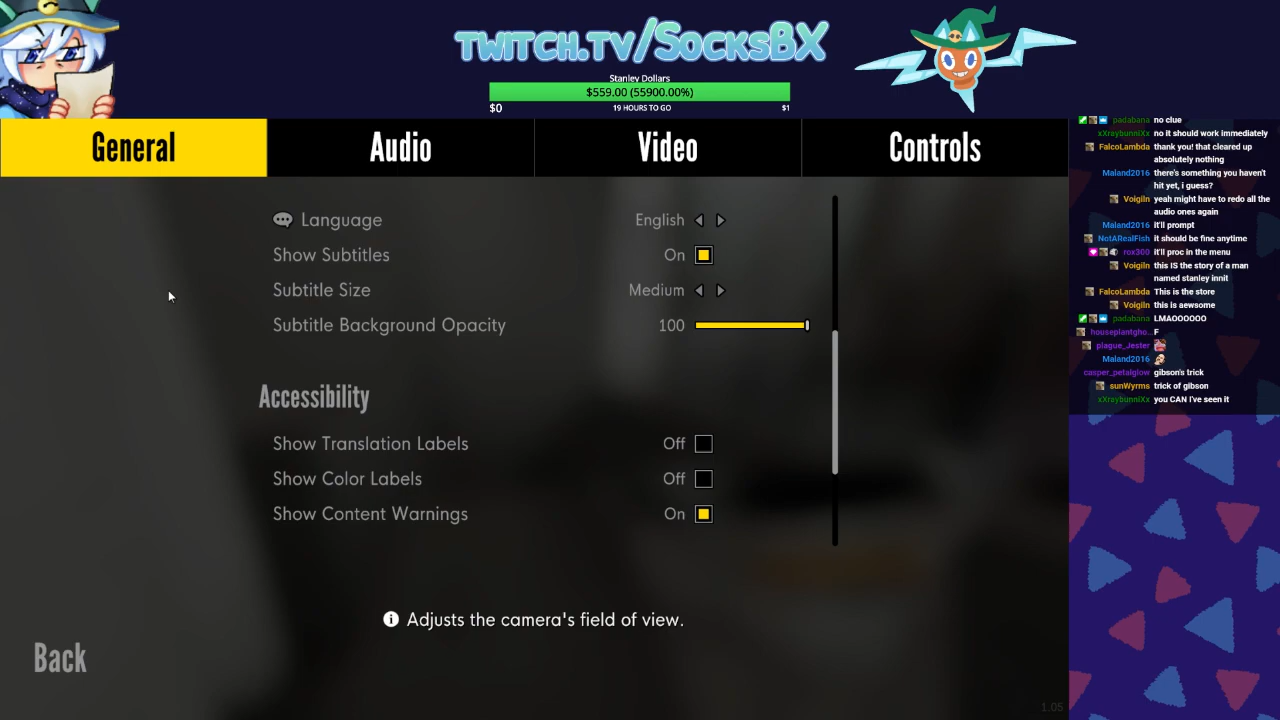 TWITCH.TV/SOCKSBX
Stanley Dollars
$559.00 (55900.00%)
$0 19 HOURS TO GO $1
General Audio Video Controls
Language English
Show Subtitles On
Subtitle Size Medium
Subtitle Background Opacity 100
Accessibility
Show Translation Labels Off
Show Color Labels Off
Show Content Warnings On
Adjusts the camera's field of view.
Back
1.05
padabana no clue
xXraybunniXx no it should work immediately
FalcoLambda thank you! that cleared up
absolutely nothing
Maland2016 there's something you haven't
hit yet, i guess?
Voigiln yeah might have to redo all the
audio ones again
Maland2016 it'll prompt
NotARealFish it should be fine anytime
rox300 it'll proc in the menu
Voigiln this IS the story of a man
named stanley innit
FalcoLambda This is the store
Voigiln this is aewsome
padabana LMAOOOOOO
houseplantgho... F
plague_Jester
Maland2016
casper_petalglow gibson's trick
sunWyrms trick of gibson
xXraybunniXx you CAN I've seen it